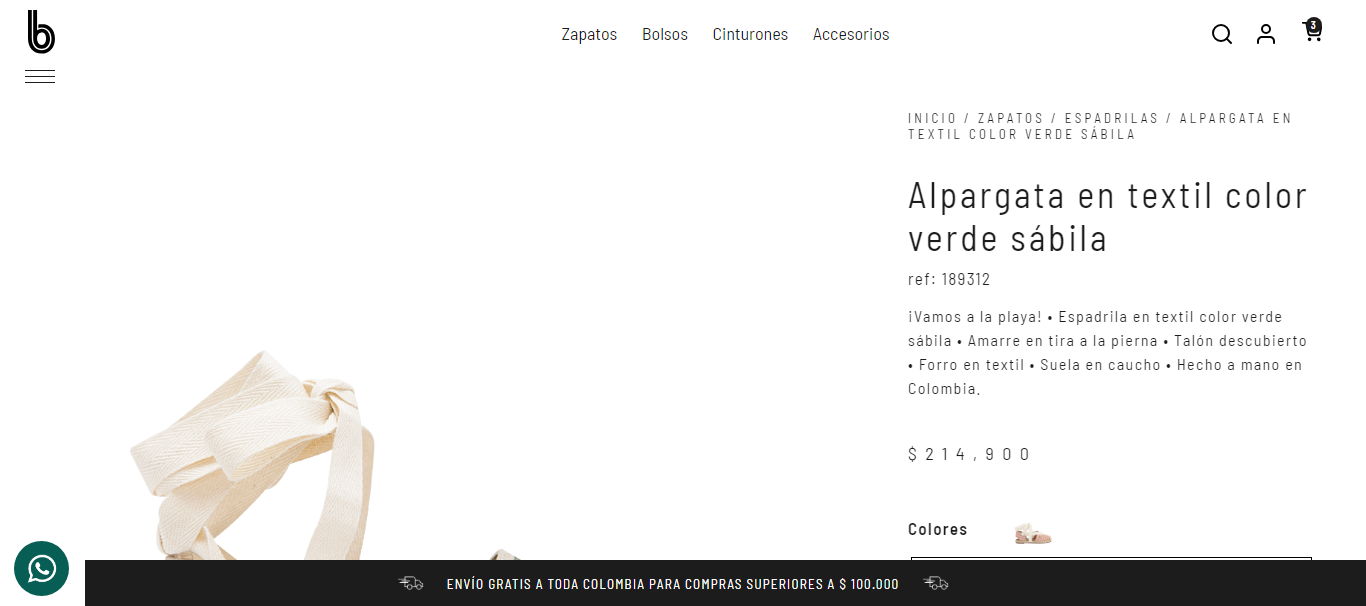 b
Zapatos Bolsos Cinturones Accesorios
3
INICIO / ZAPATOS / ESPADRILAS / ALPARGATA EN
TEXTIL COLOR VERDE SÁBILA
Alpargata en textil color
verde sábila
ref: 189312
¡Vamos a la playa! • Espadrila en textil color verde
sábila • Amarre en tira a la pierna • Talón descubierto
• Forro en textil • Suela en caucho • Hecho a mano en
Colombia.
$214,900
Colores
ENVÍO GRATIS A TODA COLOMBIA PARA COMPRAS SUPERIORES A $ 100.000